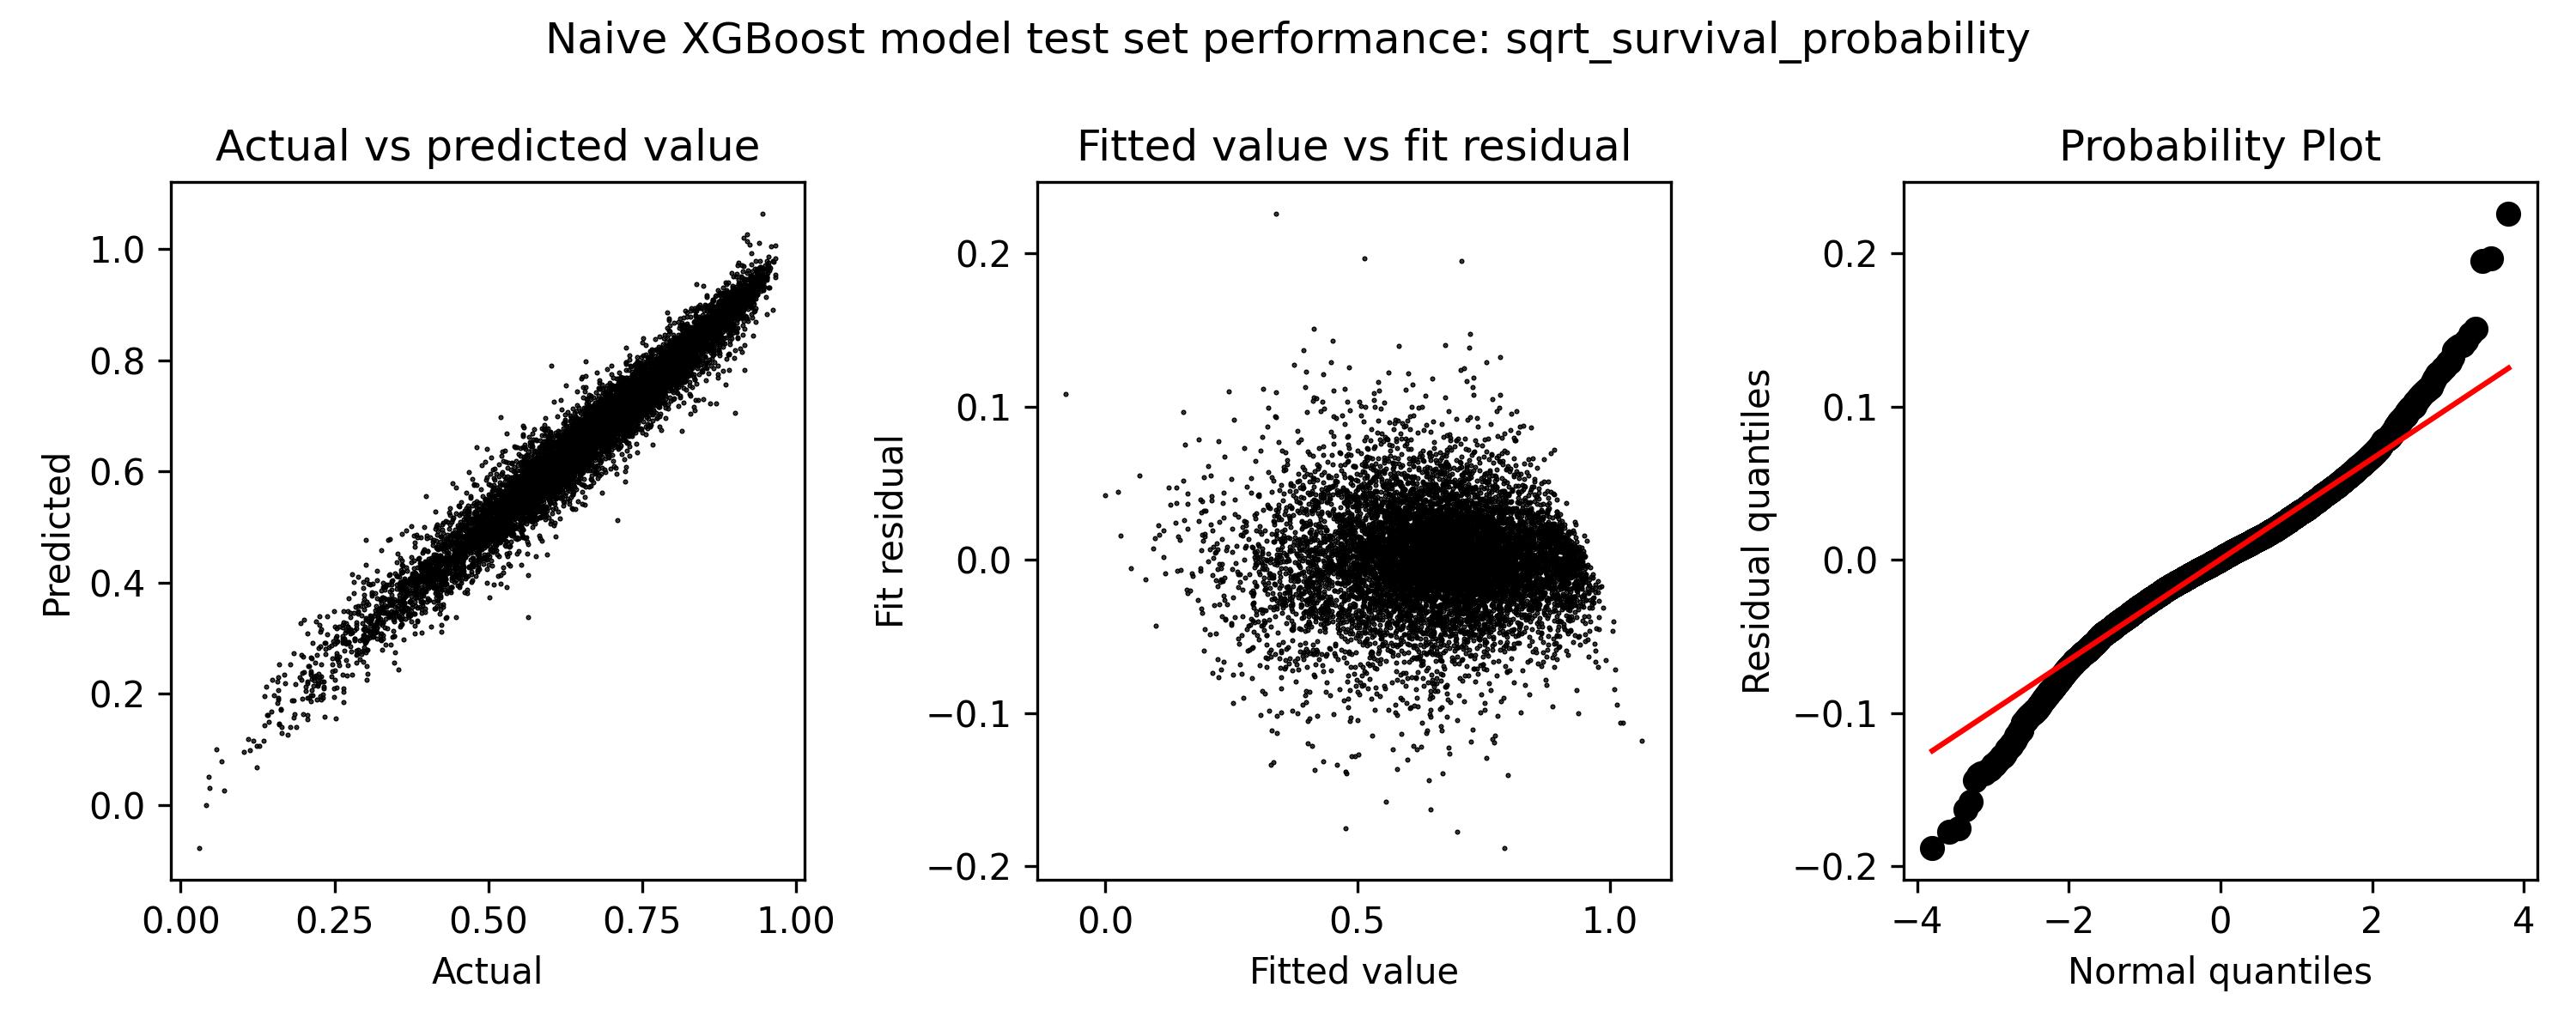 Naive XGBoost model test set performance: sqrt_survival_probability
Actual vs predicted value
Predicted
1.0
0.8
0.6
0.4
0.2
0.0
0.00 0.25 0.50 0.75 1.00
Actual
Fitted value vs fit residual
Fit residual
0.2
0.1
0.0
−0.1
−0.2
0.0 0.5 1.0
Fitted value
Probability Plot
Residual quantiles
0.2
0.1
0.0
−0.1
−0.2
−4 −2 0 2 4
Normal quantiles